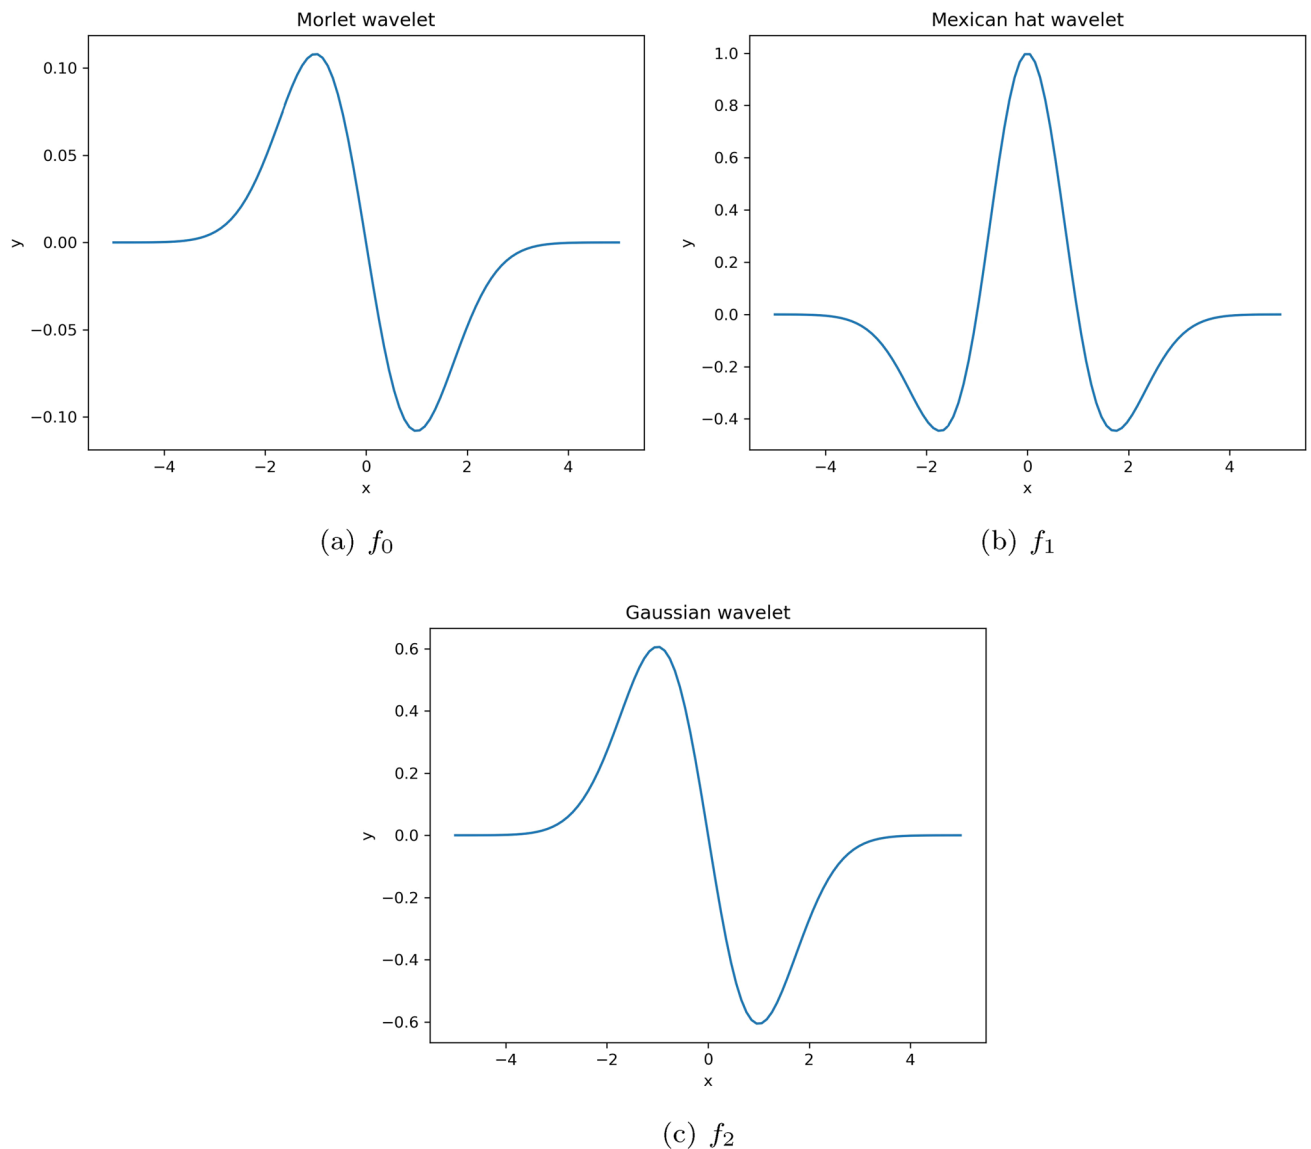 Morlet wavelet
0.10
0.05
0.00
−0.05
−0.10
y
−4 −2 0 2 4
x
(a) f0
Mexican hat wavelet
1.0
0.8
0.6
0.4
0.2
0.0
−0.2
−0.4
y
−4 −2 0 2 4
x
(b) f1
Gaussian wavelet
0.6
0.4
0.2
0.0
−0.2
−0.4
−0.6
y
−4 −2 0 2 4
x
(c) f2